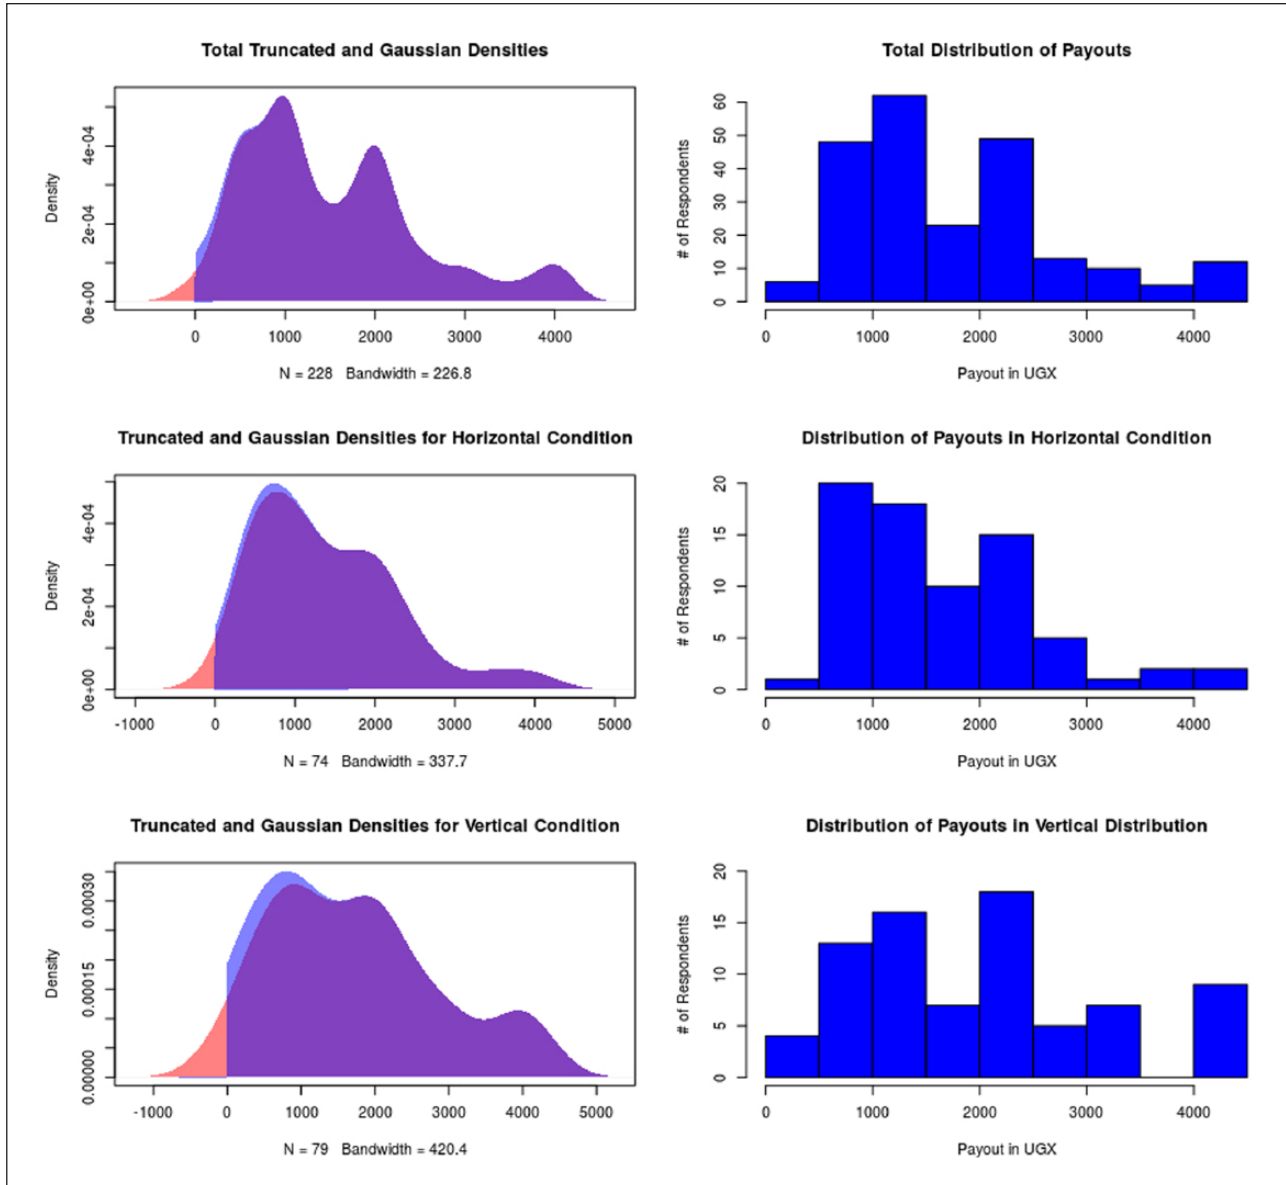 Total Truncated and Gaussian Densities
Density
0e+00 2e-04 4e-04
0 1000 2000 3000 4000
N = 228 Bandwidth = 226.8
Total Distribution of Payouts
# of Respondents
0 10 20 30 40 50 60
0 1000 2000 3000 4000
Payout in UGX
Truncated and Gaussian Densities for Horizontal Condition
Density
0e+00 2e-04 4e-04
-1000 0 1000 2000 3000 4000 5000
N = 74 Bandwidth = 337.7
Distribution of Payouts In Horizontal Condition
# of Respondents
0 5 10 15 20
0 1000 2000 3000 4000
Payout in UGX
Truncated and Gaussian Densities for Vertical Condition
Density
0.00000 0.00015 0.00030
-1000 0 1000 2000 3000 4000 5000
N = 79 Bandwidth = 420.4
Distribution of Payouts in Vertical Distribution
# of Respondents
0 5 10 15 20
0 1000 2000 3000 4000
Payout in UGX